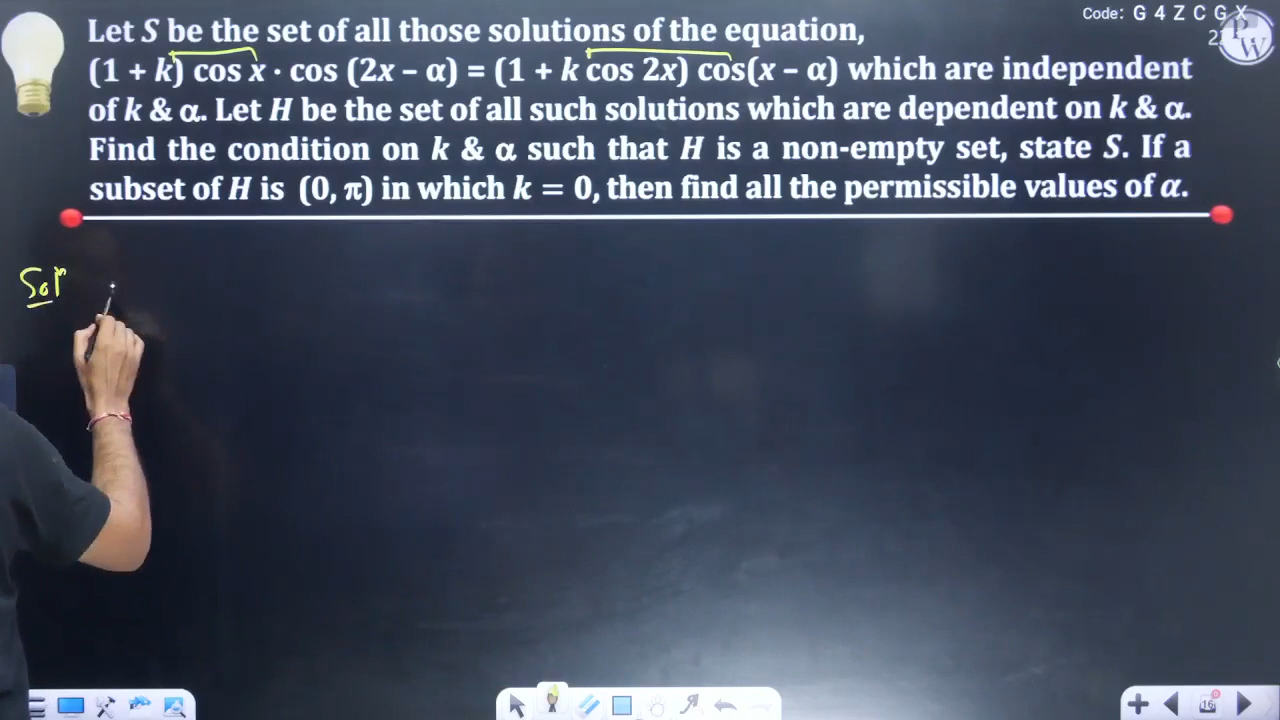 Code: G 4 Z C G X
Let S be the set of all those solutions of the equation,
(1 + k) cos x · cos (2x – α) = (1 + k cos 2x) cos(x – α) which are independent
of k & α. Let H be the set of all such solutions which are dependent on k & α.
Find the condition on k & α such that H is a non-empty set, state S. If a
subset of H is (0, π) in which k = 0, then find all the permissible values of α.
Solⁿ
PW
16